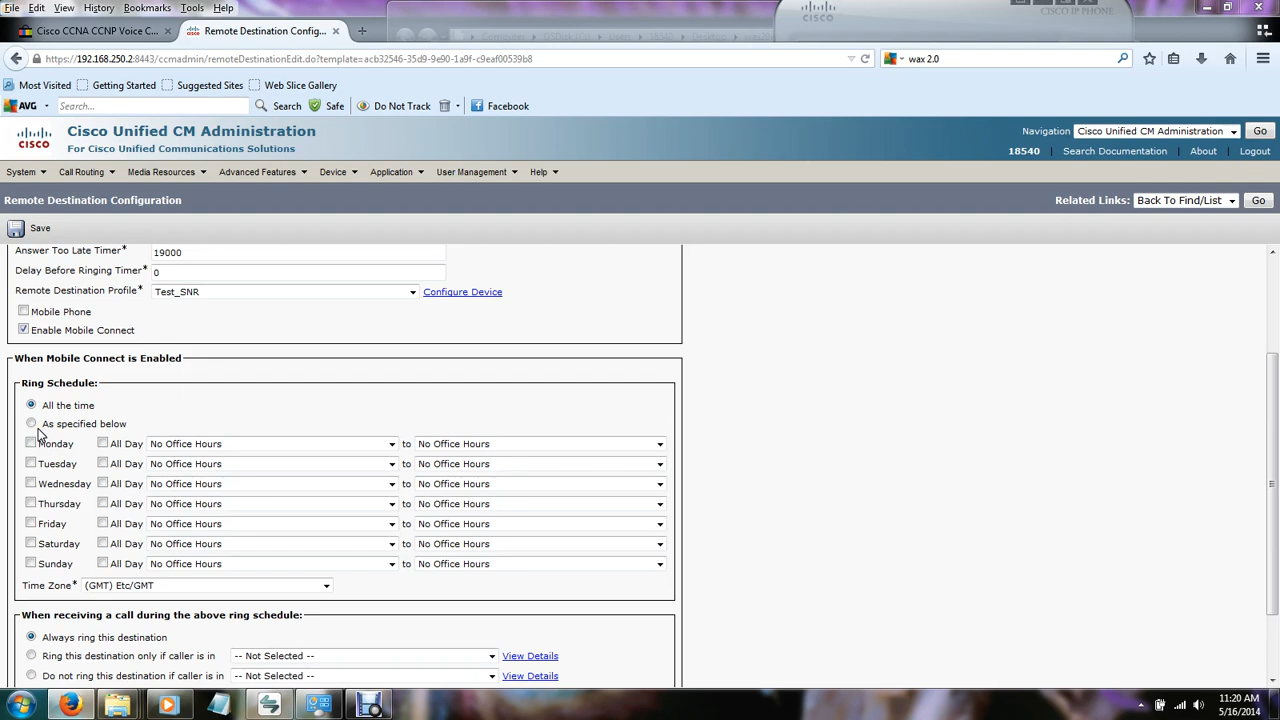 File Edit View History Bookmarks Tools Help
CISCO
CISCO IP PHONE
Cisco CCNA CCNP Voice C... × Remote Destination Config... × +
https://192.168.250.2:8443/ccmadmin/remoteDestinationEdit.do?template=acb32546-35d9-9e90-1a9f-c9eaf00539b8
wax 2.0
Most Visited Getting Started Suggested Sites Web Slice Gallery
AVG Search... Search Safe Do Not Track Facebook
CISCO
Cisco Unified CM Administration
For Cisco Unified Communications Solutions
Navigation Cisco Unified CM Administration Go
18540 Search Documentation About Logout
System Call Routing Media Resources Advanced Features Device Application User Management Help
Remote Destination Configuration
Related Links: Back To Find/List Go
Save
Answer Too Late Timer* 19000
Delay Before Ringing Timer* 0
Remote Destination Profile* Test_SNR Configure Device
Mobile Phone
Enable Mobile Connect
When Mobile Connect is Enabled
Ring Schedule:
All the time
As specified below
Monday All Day No Office Hours to No Office Hours
Tuesday All Day No Office Hours to No Office Hours
Wednesday All Day No Office Hours to No Office Hours
Thursday All Day No Office Hours to No Office Hours
Friday All Day No Office Hours to No Office Hours
Saturday All Day No Office Hours to No Office Hours
Sunday All Day No Office Hours to No Office Hours
Time Zone* (GMT) Etc/GMT
When receiving a call during the above ring schedule:
Always ring this destination
Ring this destination only if caller is in -- Not Selected -- View Details
Do not ring this destination if caller is in -- Not Selected -- View Details
11:20 AM
5/16/2014